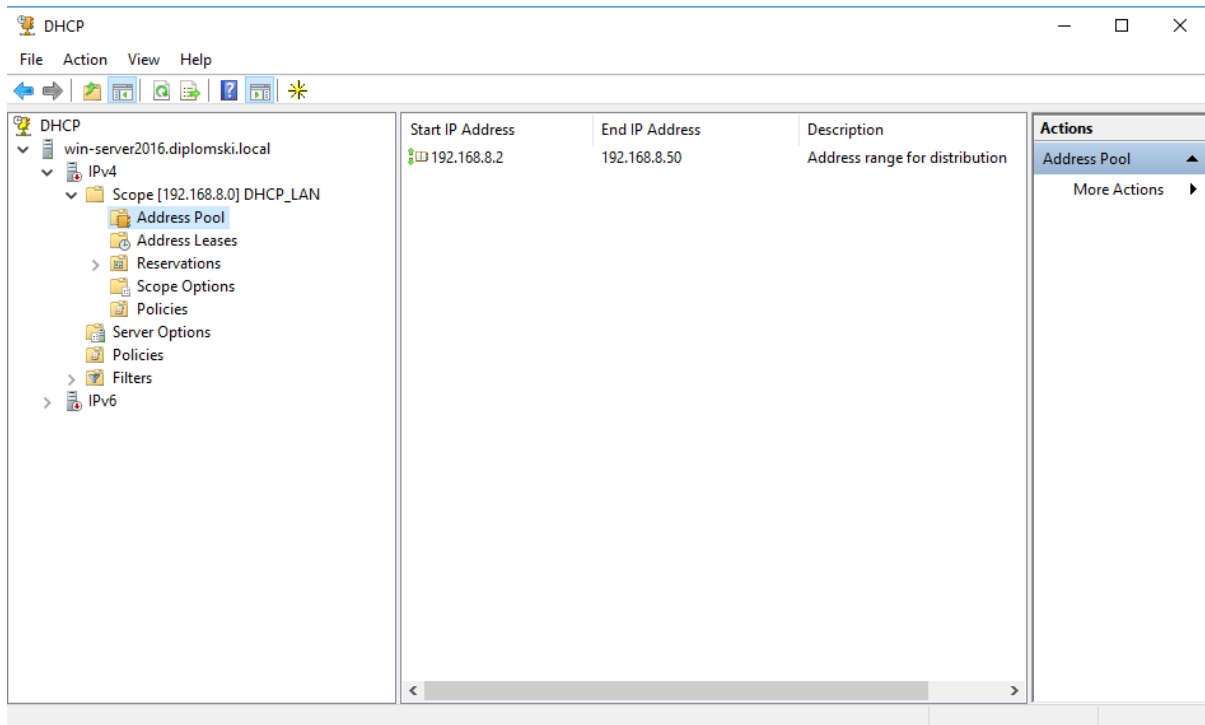 DHCP
File Action View Help
DHCP
win-server2016.diplomski.local
IPv4
Scope [192.168.8.0] DHCP_LAN
Address Pool
Address Leases
Reservations
Scope Options
Policies
Server Options
Policies
Filters
IPv6
Start IP Address End IP Address Description
192.168.8.2 192.168.8.50 Address range for distribution
Actions
Address Pool
More Actions